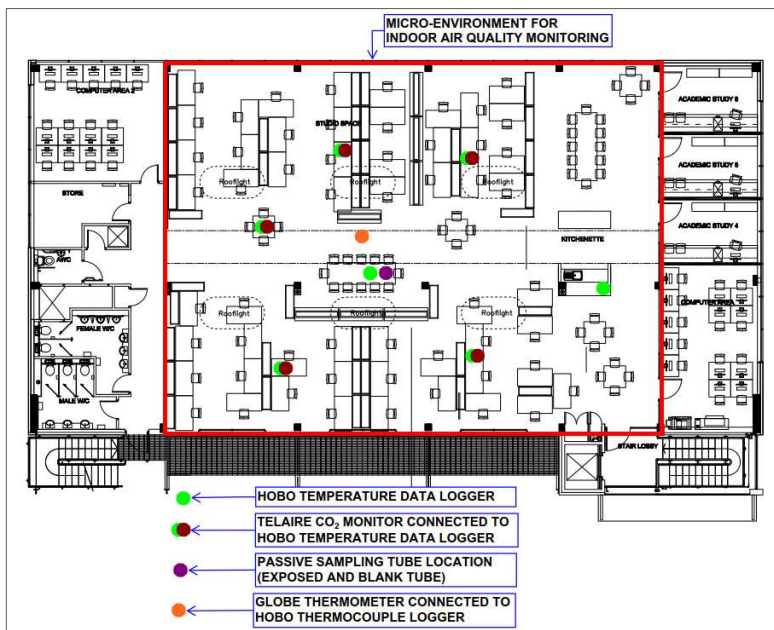 MICRO-ENVIRONMENT FOR
INDOOR AIR QUALITY MONITORING
COMPUTER AREA 2
STUDIO SPACE
ACADEMIC STUDY 6
Rooflight
Rooflight
Rooflight
ACADEMIC STUDY 5
STORE
ACADEMIC STUDY 4
KITCHENETTE
AWC
COMPUTER AREA
Rooflight
Rooflight
Rooflight
FEMALE WC
MALE WC
STAIR LOBBY
HOBO TEMPERATURE DATA LOGGER
TELAIRE CO₂ MONITOR CONNECTED TO
HOBO TEMPERATURE DATA LOGGER
PASSIVE SAMPLING TUBE LOCATION
(EXPOSED AND BLANK TUBE)
GLOBE THERMOMETER CONNECTED TO
HOBO THERMOCOUPLE LOGGER